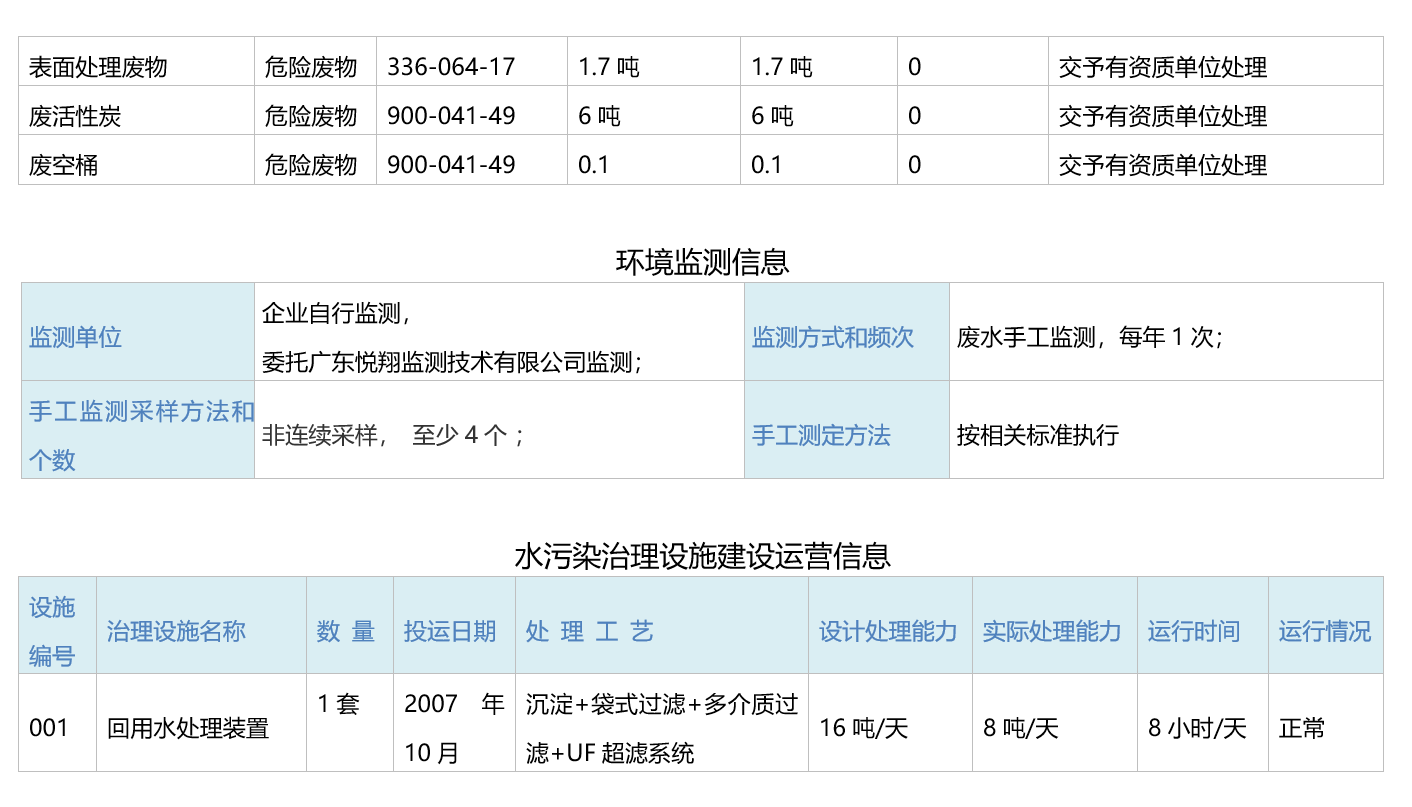 表面处理废物 危险废物 336-064-17 1.7 吨 1.7 吨 0 交予有资质单位处理
废活性炭 危险废物 900-041-49 6 吨 6 吨 0 交予有资质单位处理
废空桶 危险废物 900-041-49 0.1 0.1 0 交予有资质单位处理
环境监测信息
监测单位
企业自行监测，
委托广东悦翔监测技术有限公司监测；
监测方式和频次
废水手工监测，每年 1 次；
手工监测采样方法和
个数
非连续采样， 至少 4 个 ；
手工测定方法
按相关标准执行
水污染治理设施建设运营信息
设施
编号
治理设施名称
数 量
投运日期
处 理 工 艺
设计处理能力
实际处理能力
运行时间
运行情况
001
回用水处理装置
1 套
2007 年
10 月
沉淀+袋式过滤+多介质过
滤+UF 超滤系统
16 吨/天
8 吨/天
8 小时/天
正常